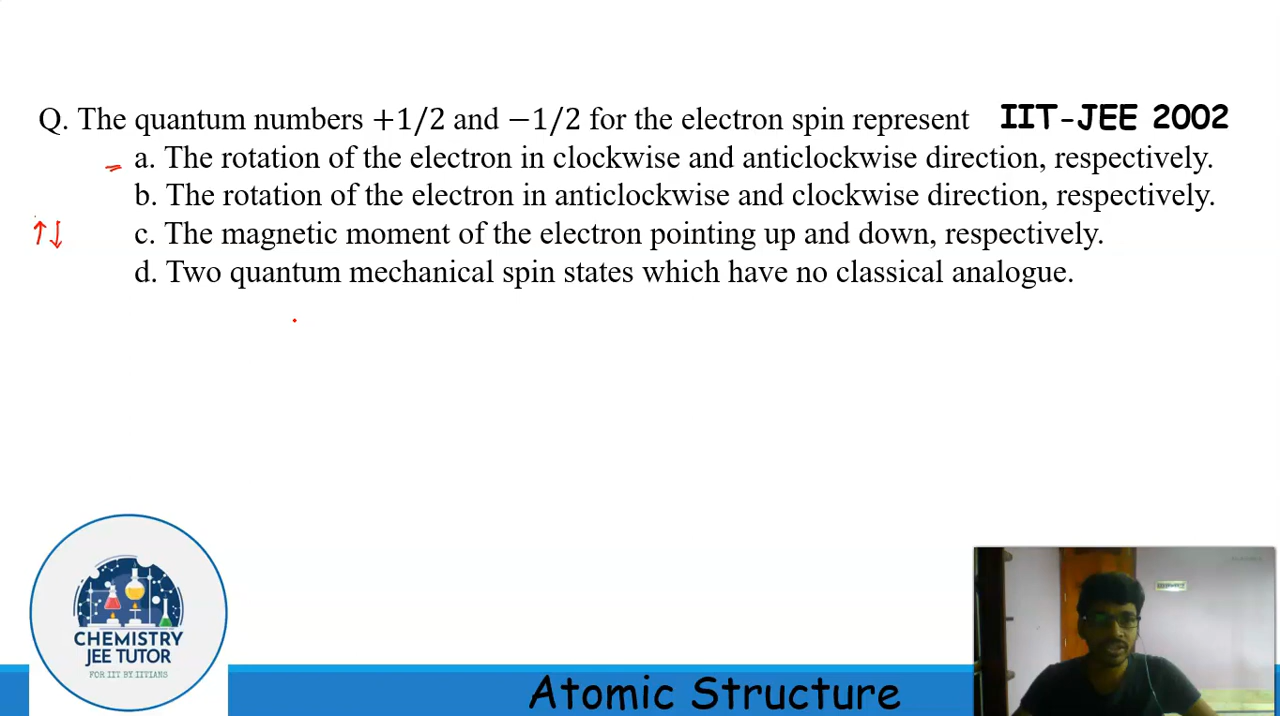 Q. The quantum numbers +1/2 and −1/2 for the electron spin represent IIT-JEE 2002
a. The rotation of the electron in clockwise and anticlockwise direction, respectively.
b. The rotation of the electron in anticlockwise and clockwise direction, respectively.
c. The magnetic moment of the electron pointing up and down, respectively.
d. Two quantum mechanical spin states which have no classical analogue.
CHEMISTRY
JEE TUTOR
FOR IIT BY IITIANS
Atomic Structure